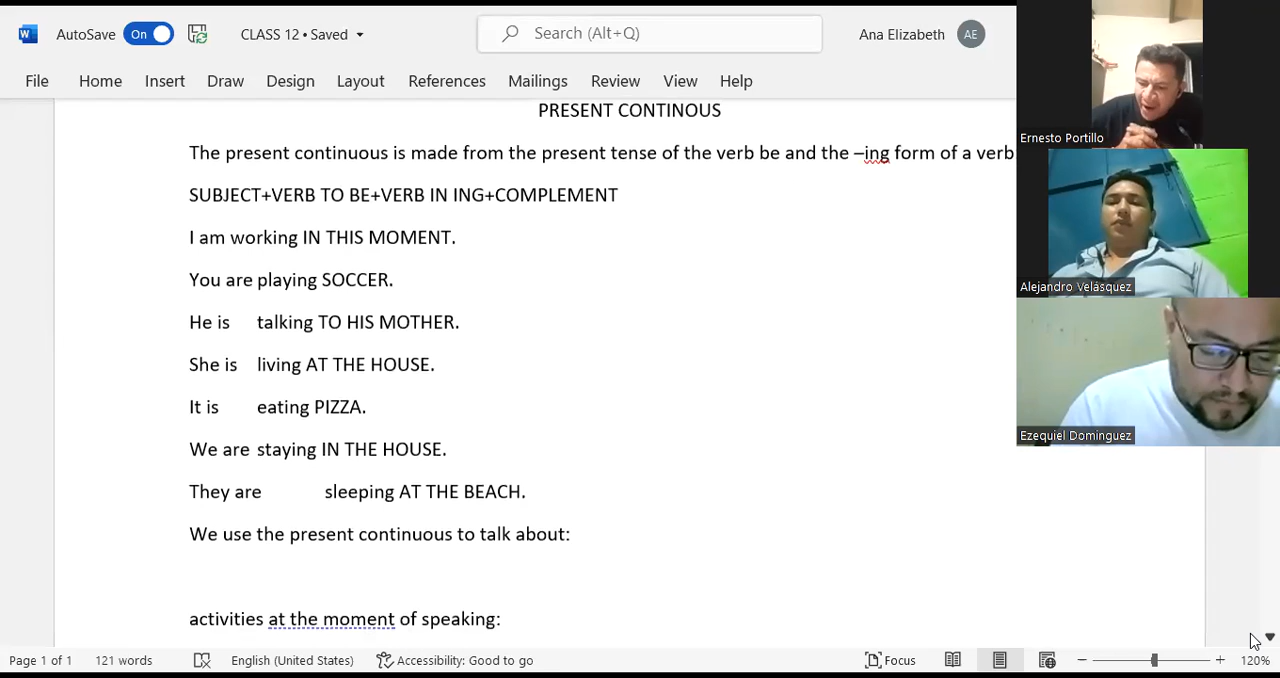 AutoSave On CLASS 12 • Saved Search (Alt+Q) Ana Elizabeth AE
File Home Insert Draw Design Layout References Mailings Review View Help
PRESENT CONTINOUS
The present continuous is made from the present tense of the verb be and the –ing form of a verb
SUBJECT+VERB TO BE+VERB IN ING+COMPLEMENT
I am working IN THIS MOMENT.
You are playing SOCCER.
He is talking TO HIS MOTHER.
She is living AT THE HOUSE.
It is eating PIZZA.
We are staying IN THE HOUSE.
They are sleeping AT THE BEACH.
We use the present continuous to talk about:
activities at the moment of speaking:
Page 1 of 1 121 words English (United States) Accessibility: Good to go Focus 120%
Ernesto Portillo
Alejandro Velásquez
Ezequiel Dominguez